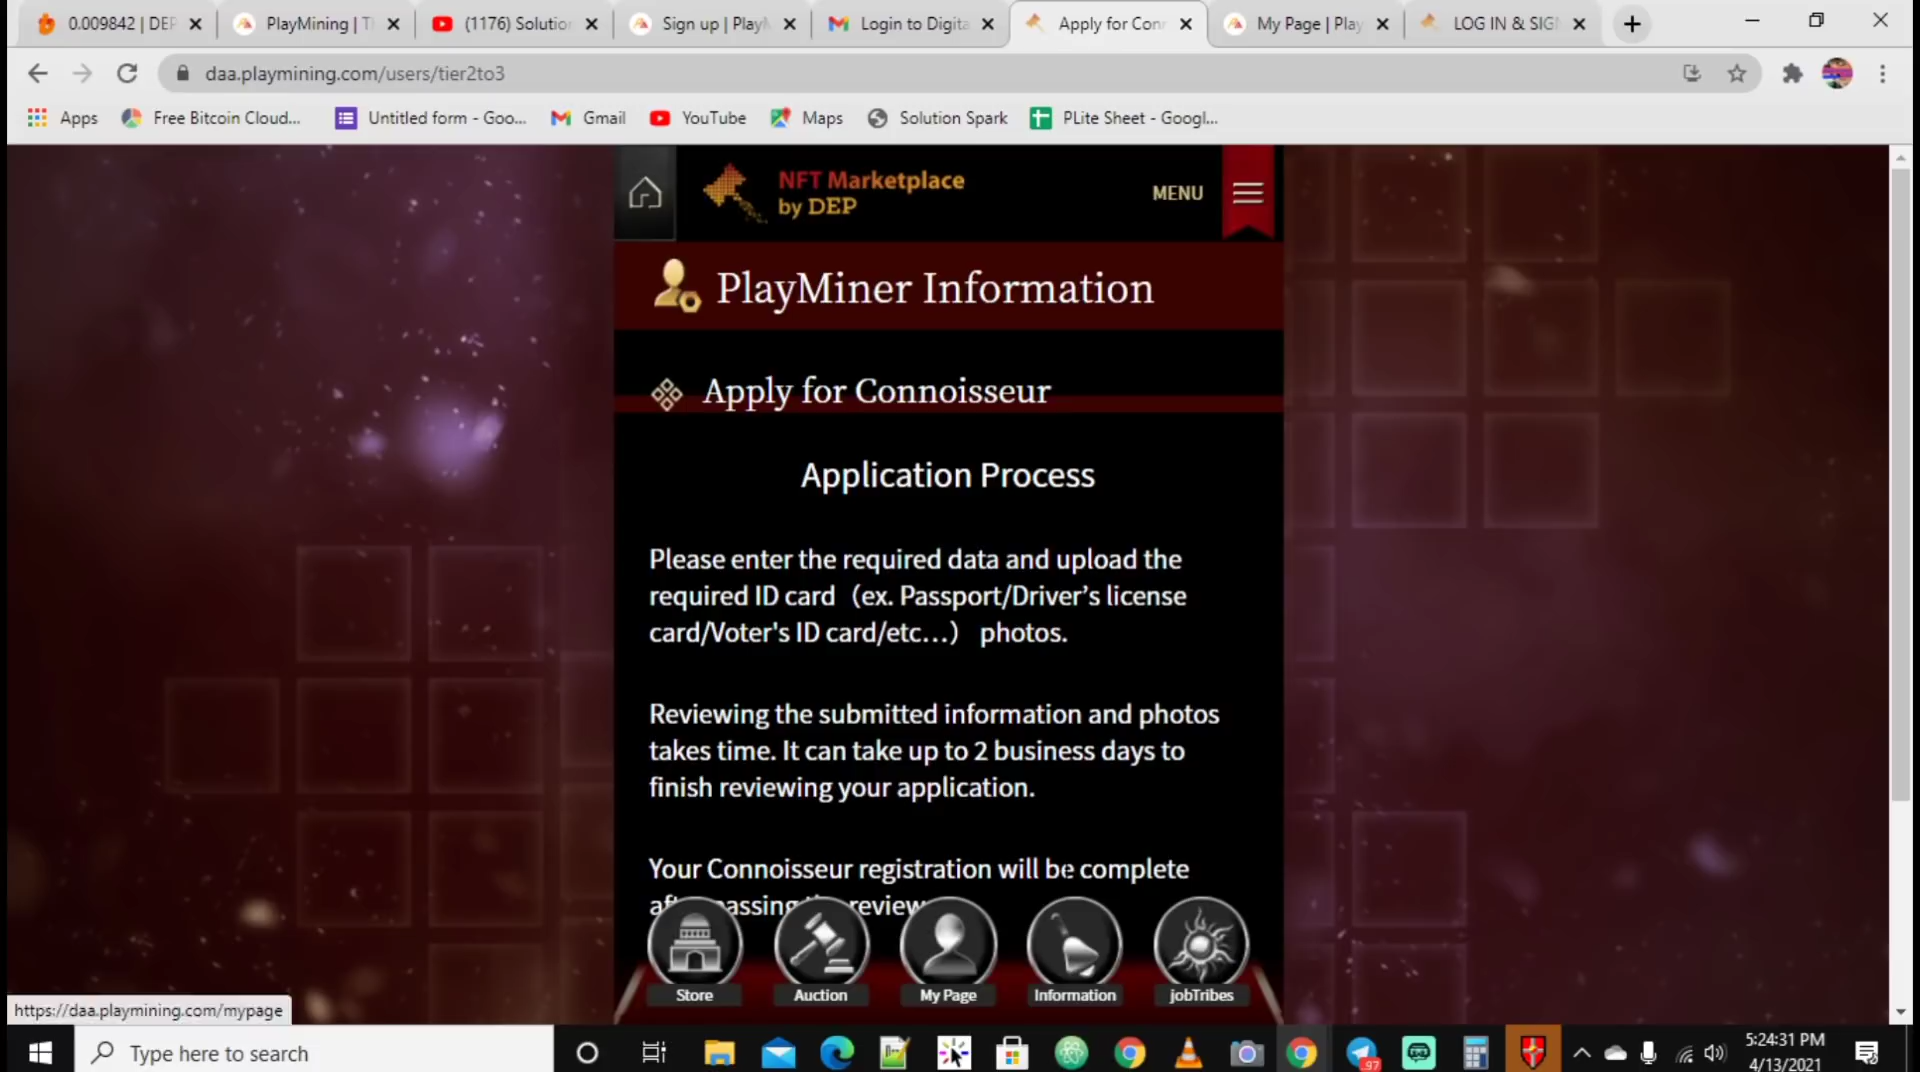 0.009842 | DEP
PlayMining | T
(1176) Solutio
Sign up | Play
Login to Digita
Apply for Con
My Page | Play
LOG IN & SIG
daa.playmining.com/users/tier2to3
Apps
Free Bitcoin Cloud...
Untitled form - Goo...
Gmail
YouTube
Maps
Solution Spark
PLite Sheet - Googl...
NFT Marketplace
by DEP
MENU
PlayMiner Information
Apply for Connoisseur
Application Process
Please enter the required data and upload the
required ID card（ex. Passport/Driver’s license
card/Voter's ID card/etc…） photos.
Reviewing the submitted information and photos
takes time. It can take up to 2 business days to
finish reviewing your application.
Your Connoisseur registration will be complete
review
Store
Auction
My Page
Information
jobTribes
https://daa.playmining.com/mypage
Type here to search
97
5:24:31 PM
4/13/2021